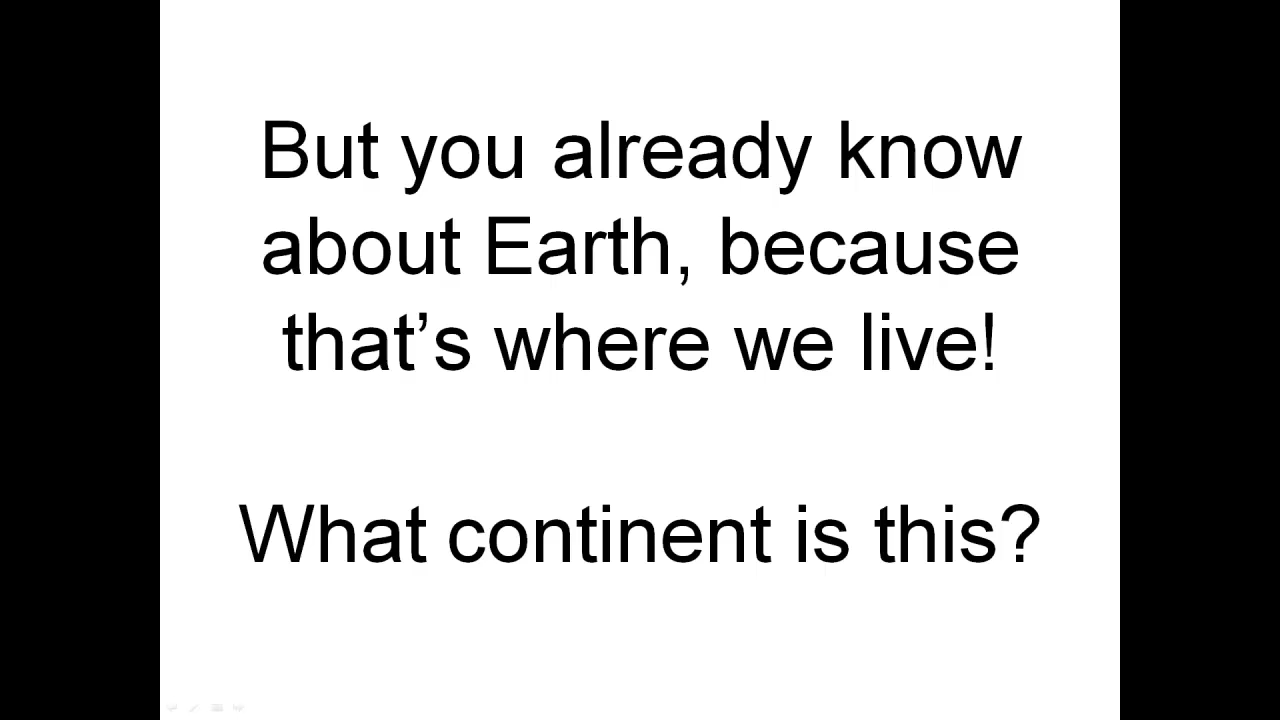 But you already know
about Earth, because
that’s where we live!
What continent is this?